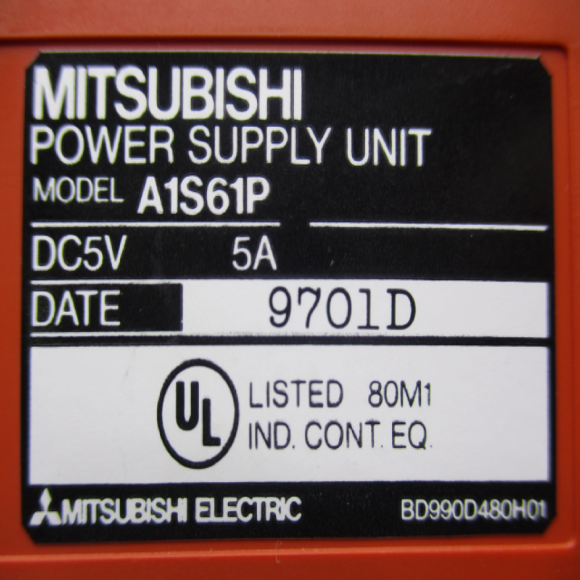 MITSUBISHI
POWER SUPPLY UNIT
MODEL A1S61P
DC5V 5A
DATE 9701D
UL LISTED 80M1
IND. CONT. EQ.
MITSUBISHI ELECTRIC BD990D480H01